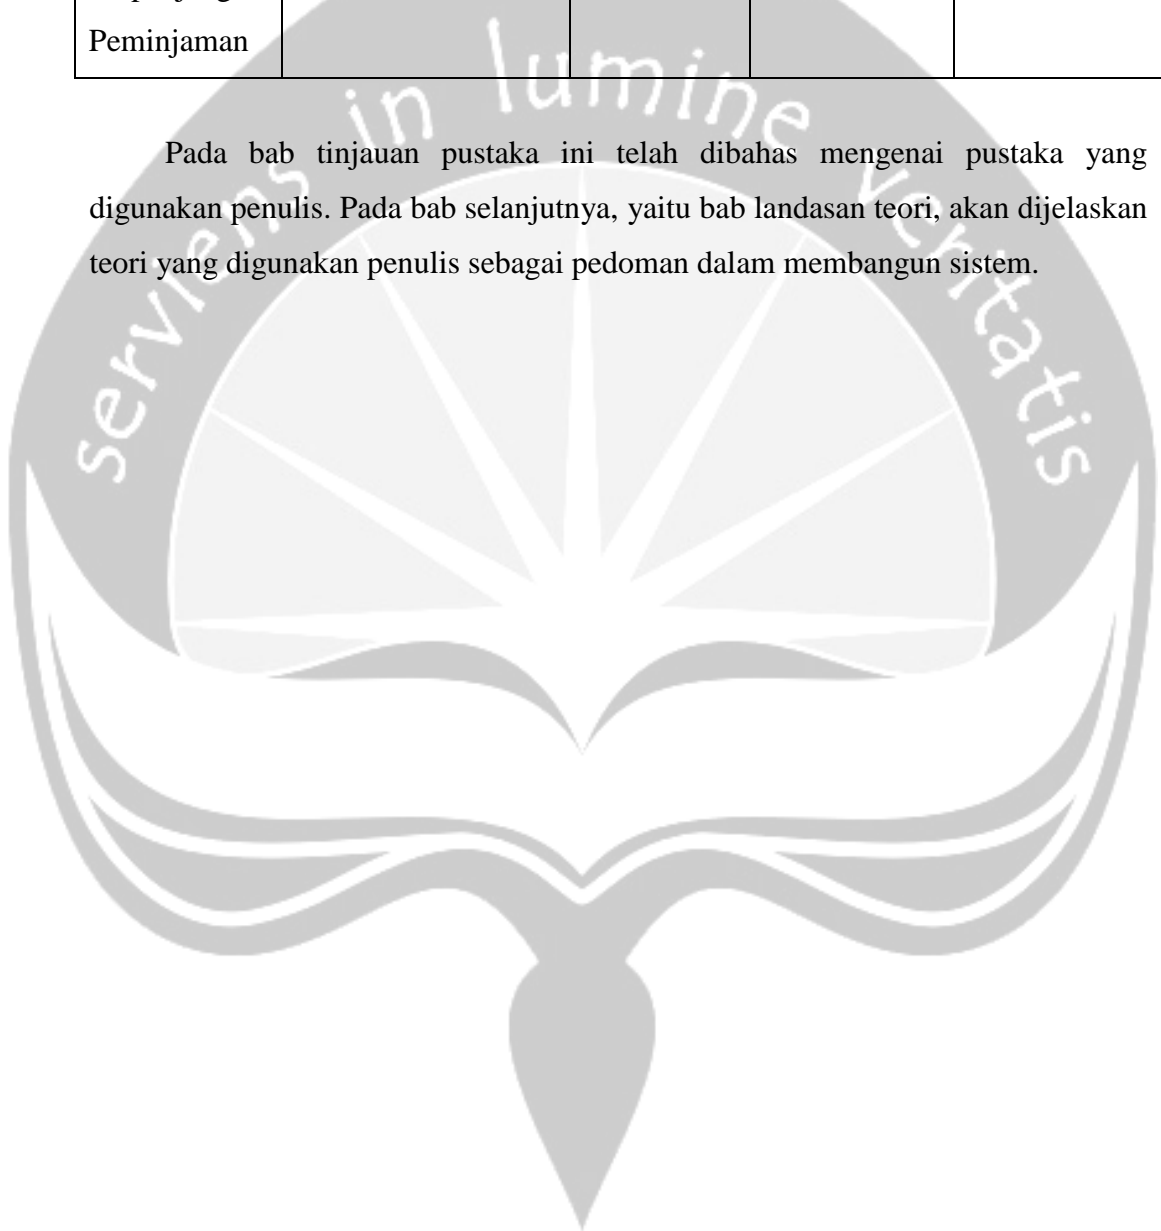 Peminjaman
serviens in lumine veritatis
Pada bab tinjauan pustaka ini telah dibahas mengenai pustaka yang
digunakan penulis. Pada bab selanjutnya, yaitu bab landasan teori, akan dijelaskan
teori yang digunakan penulis sebagai pedoman dalam membangun sistem.